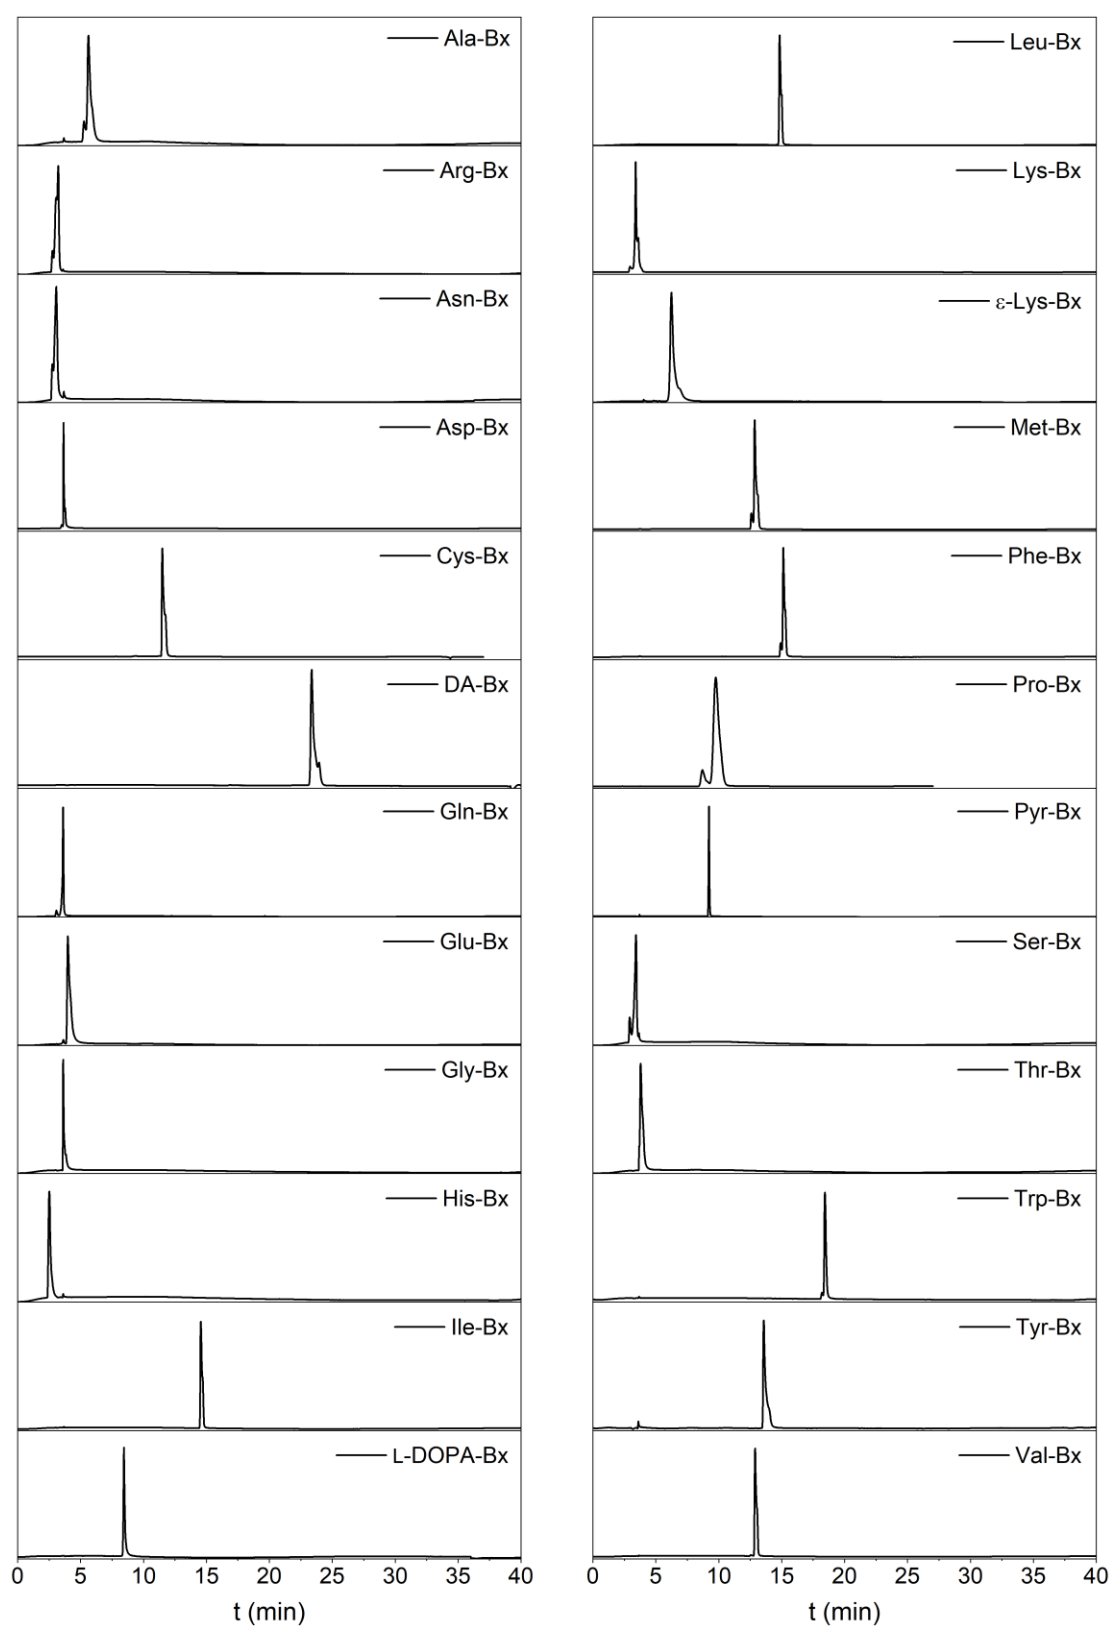 Ala-Bx
Arg-Bx
Asn-Bx
Asp-Bx
Cys-Bx
DA-Bx
Gln-Bx
Glu-Bx
Gly-Bx
His-Bx
Ile-Bx
L-DOPA-Bx
0 5 10 15 20 25 30 35 40
t (min)
Leu-Bx
Lys-Bx
ε-Lys-Bx
Met-Bx
Phe-Bx
Pro-Bx
Pyr-Bx
Ser-Bx
Thr-Bx
Trp-Bx
Tyr-Bx
Val-Bx
0 5 10 15 20 25 30 35 40
t (min)